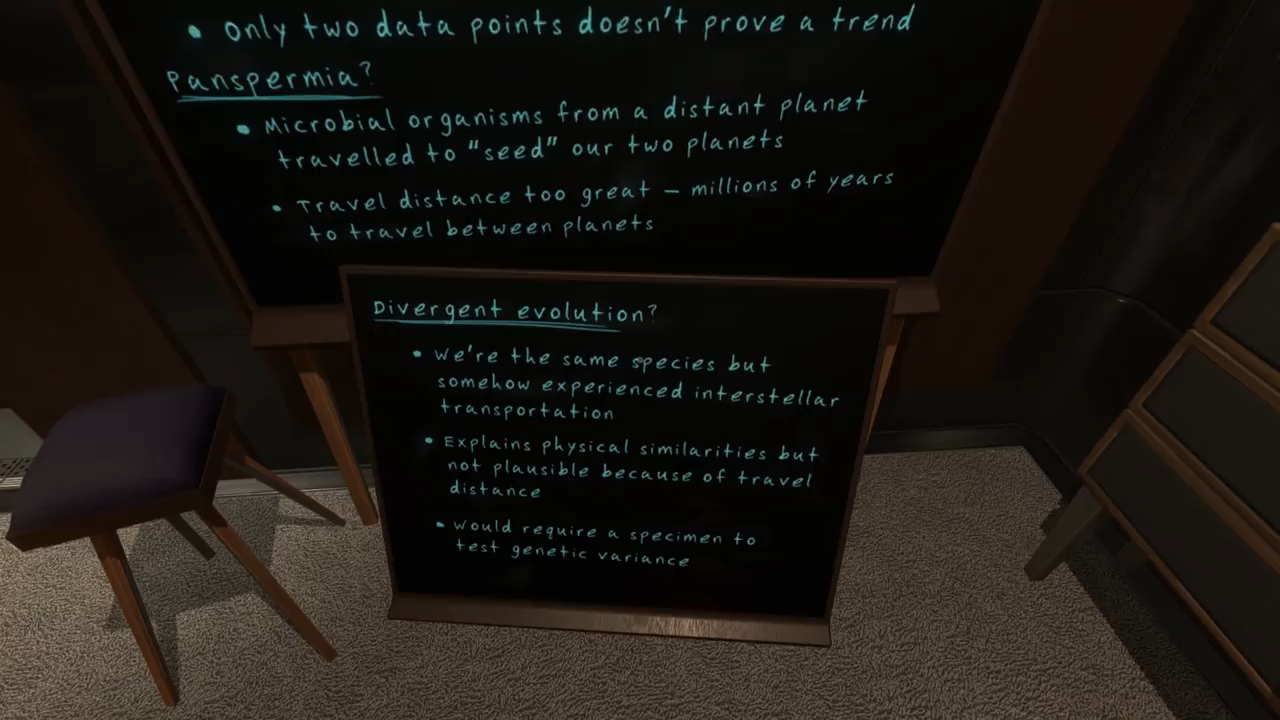 • Only two data points doesn't prove a trend
Panspermia?
• Microbial organisms from a distant planet
travelled to "seed" our two planets
• Travel distance too great — millions of years
to travel between planets
Divergent evolution?
• We're the same species but
somehow experienced interstellar
transportation
• Explains physical similarities but
not plausible because of travel
distance
• Would require a specimen to
test genetic variance